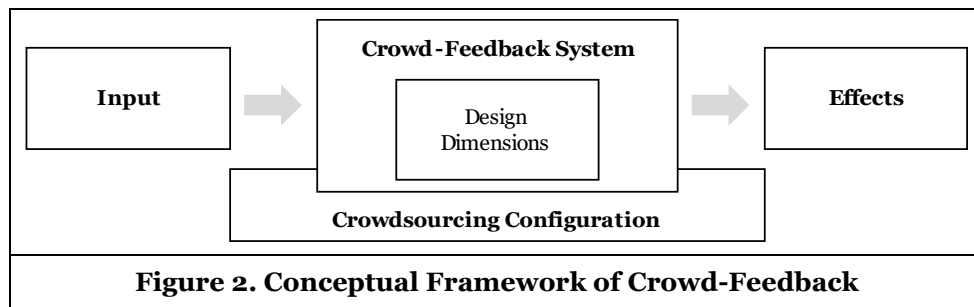 Input
Crowd-Feedback System
Design
Dimensions
Effects
Crowdsourcing Configuration
Figure 2. Conceptual Framework of Crowd-Feedback